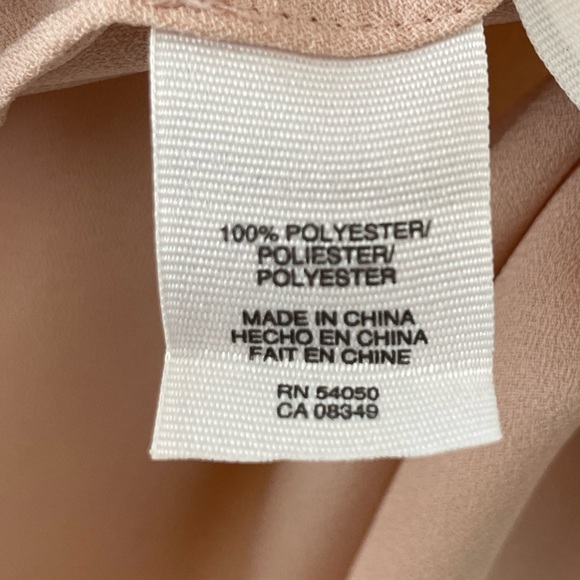 100% POLYESTER/
POLIESTER/
POLYESTER
MADE IN CHINA
HECHO EN CHINA
FAIT EN CHINE
RN 54050
CA 08349